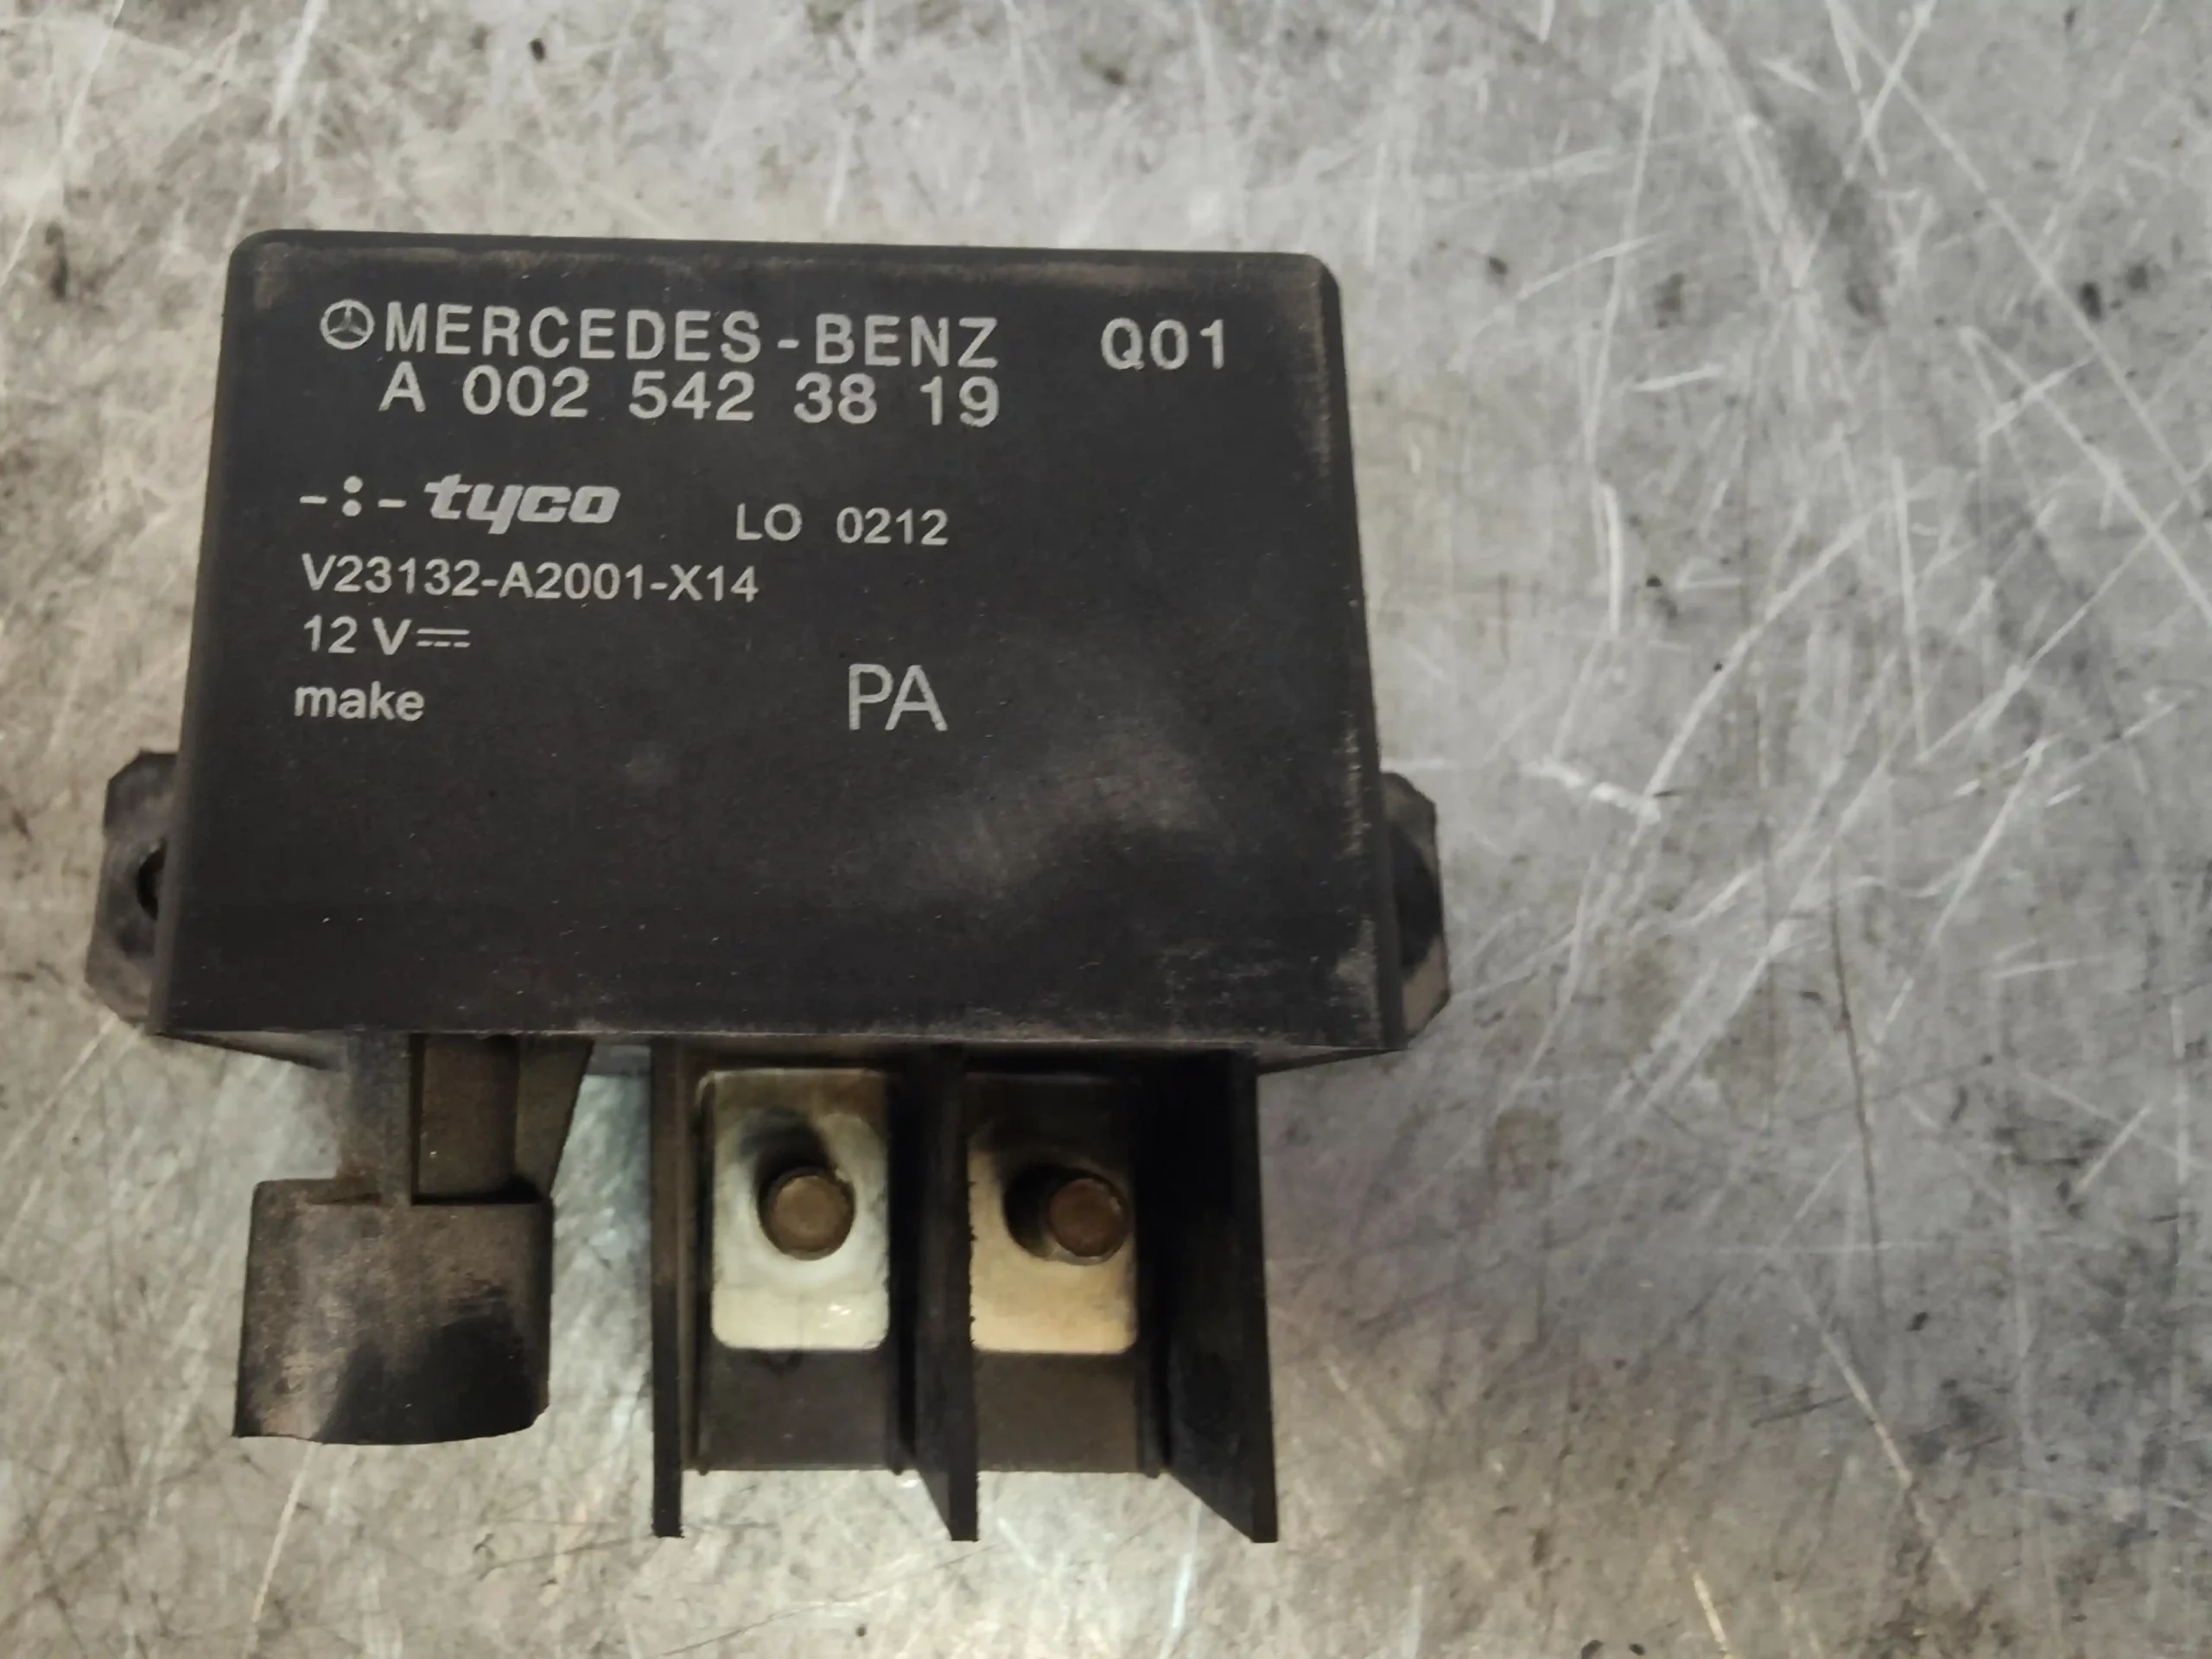 MERCEDES-BENZ Q01
A 002 542 38 19
-:- tyco LO 0212
V23132-A2001-X14
12 V⎓
make PA